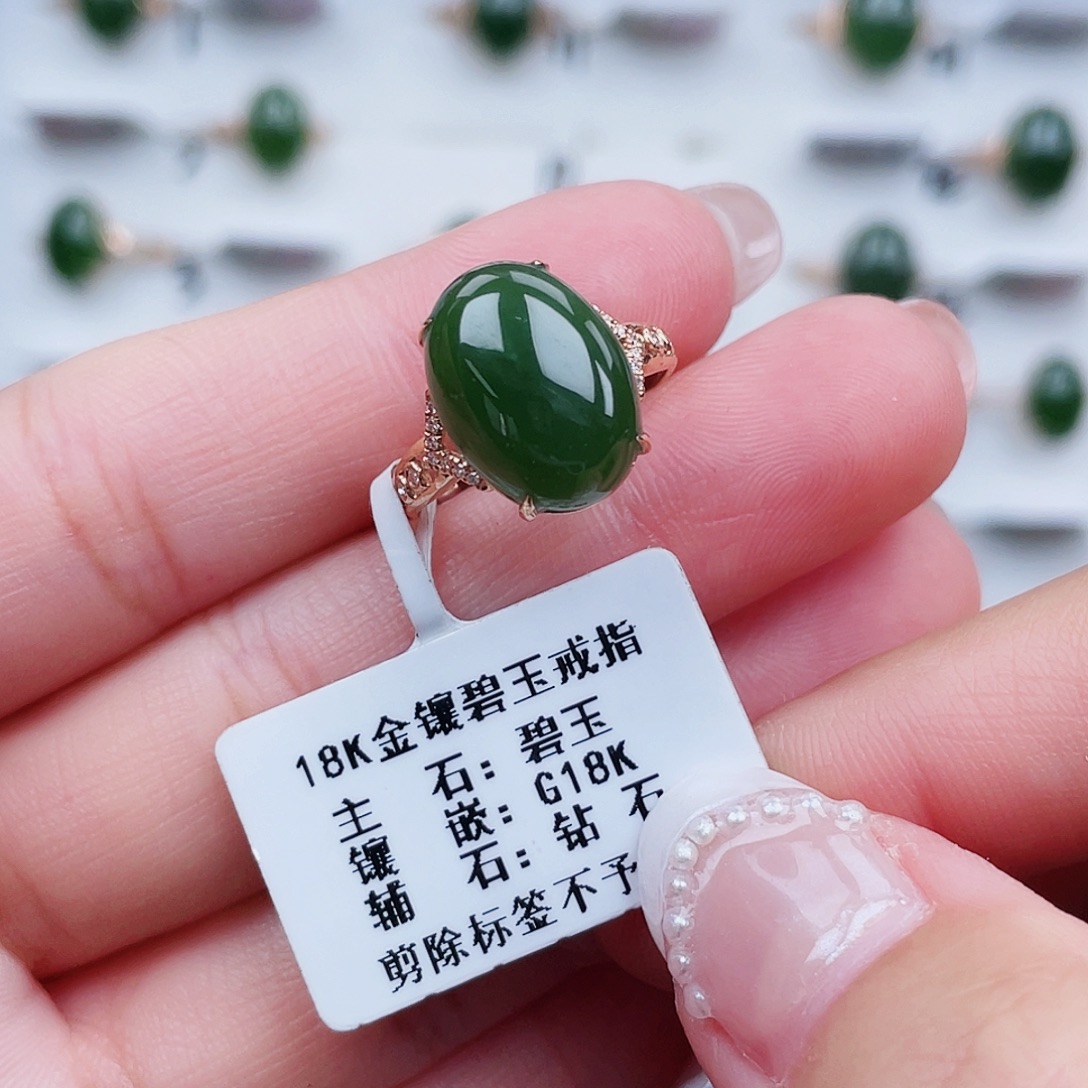 18K金镶碧玉戒指
主 石：碧玉
镶 嵌：G18K
辅 石：钻 石
剪除标签不予